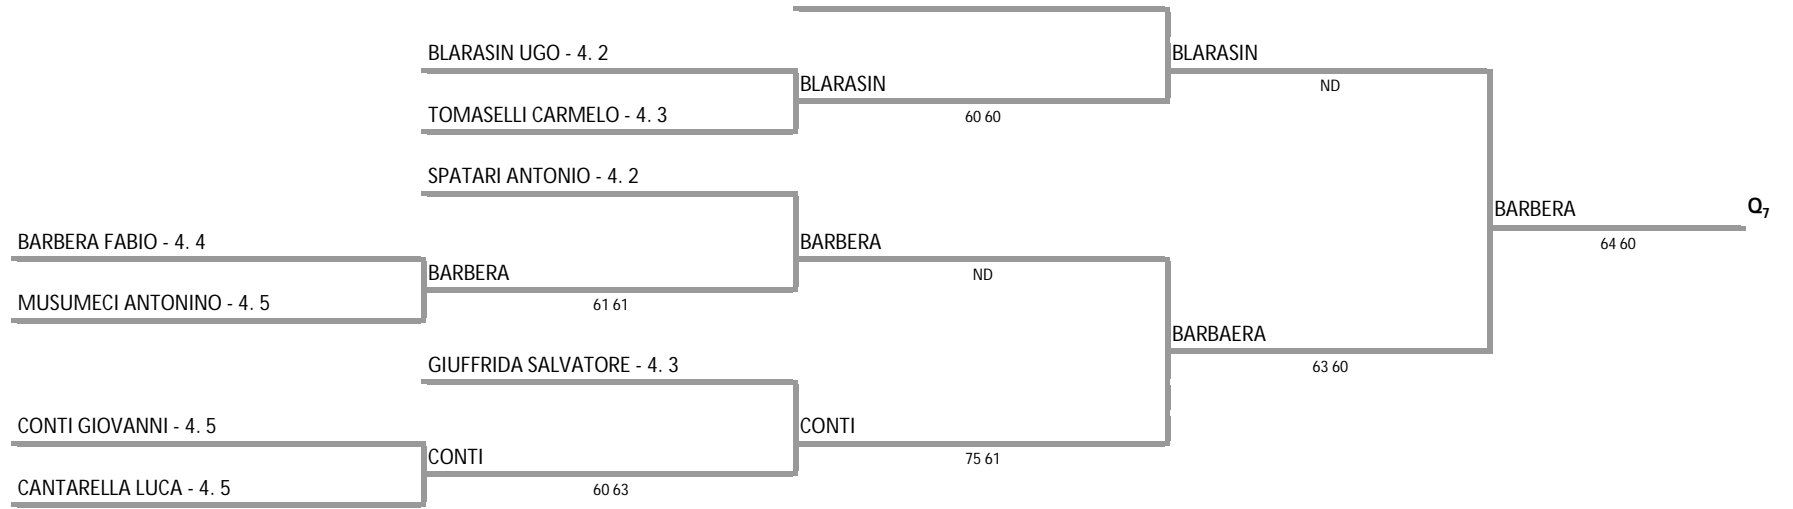 BLARASIN UGO - 4. 2
BLARASIN
ND
BLARASIN
60 60
TOMASELLI CARMELO - 4. 3
SPATARI ANTONIO - 4. 2
BARBERA
64 60
Q7
BARBERA FABIO - 4. 4
BARBERA
ND
BARBERA
61 61
MUSUMECI ANTONINO - 4. 5
BARBAERA
63 60
GIUFFRIDA SALVATORE - 4. 3
CONTI GIOVANNI - 4. 5
CONTI
75 61
CONTI
60 63
CANTARELLA LUCA - 4. 5